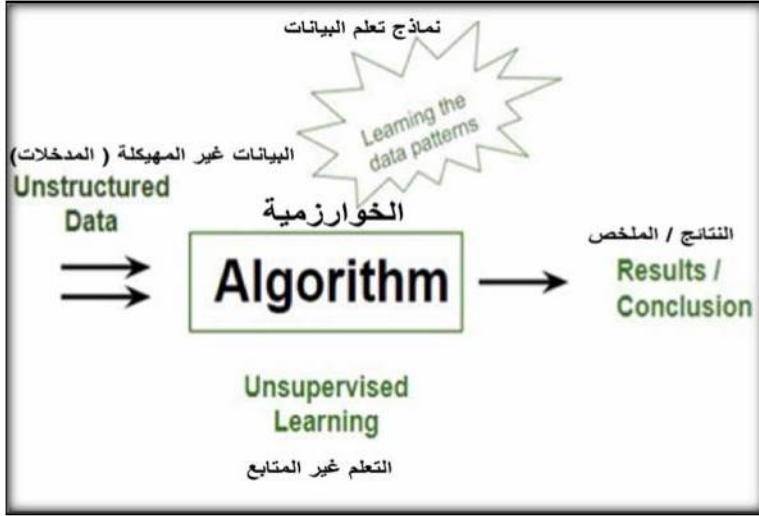 نماذج تعلم البيانات
Learning the
data patterns
البيانات غير المهيكلة ( المدخلات)
Unstructured
Data
الخوارزمية
Algorithm
النتائج / الملخص
Results /
Conclusion
Unsupervised
Learning
التعلم غير المتابع